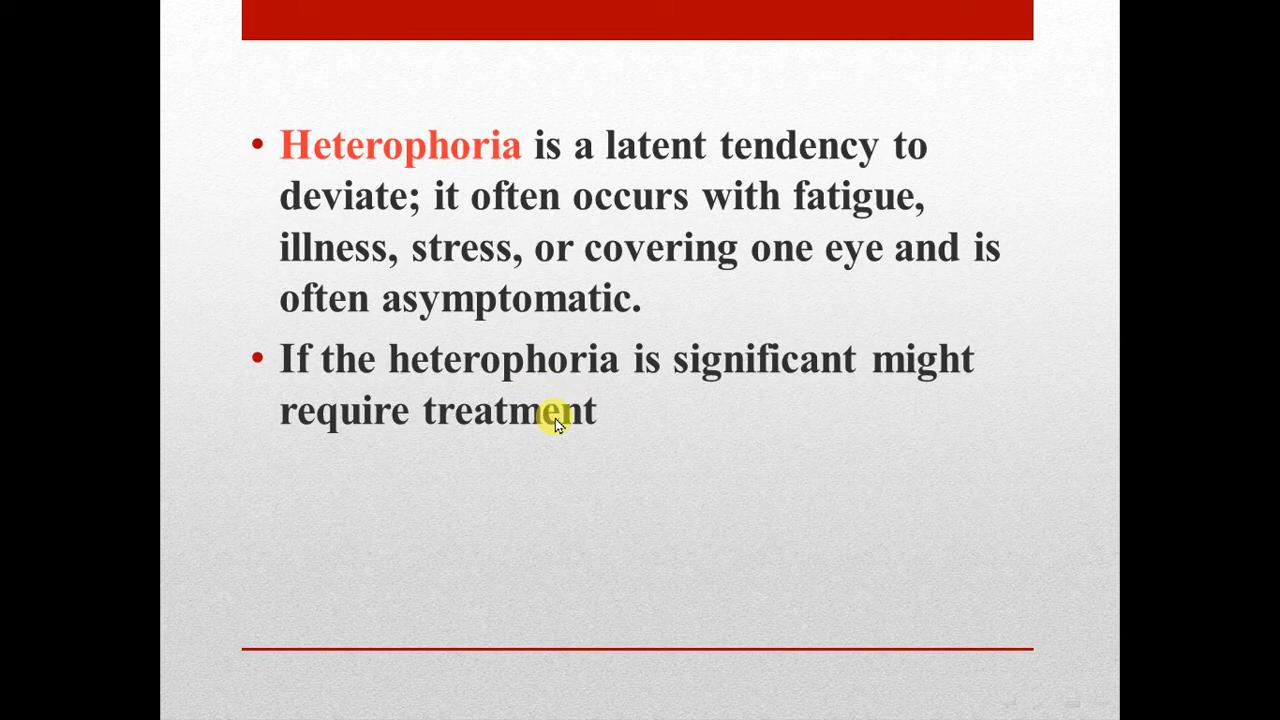 • Heterophoria is a latent tendency to
deviate; it often occurs with fatigue,
illness, stress, or covering one eye and is
often asymptomatic.
• If the heterophoria is significant might
require treatment